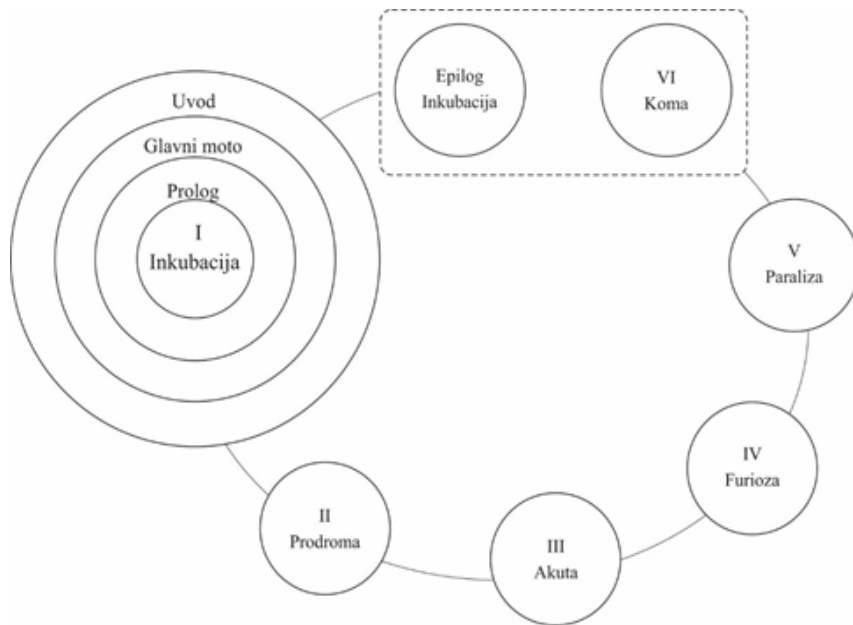 Uvod
Glavni moto
Prolog
I
Inkubacija
Epilog
Inkubacija
VI
Koma
V
Paraliza
IV
Furioza
III
Akuta
II
Prodroma